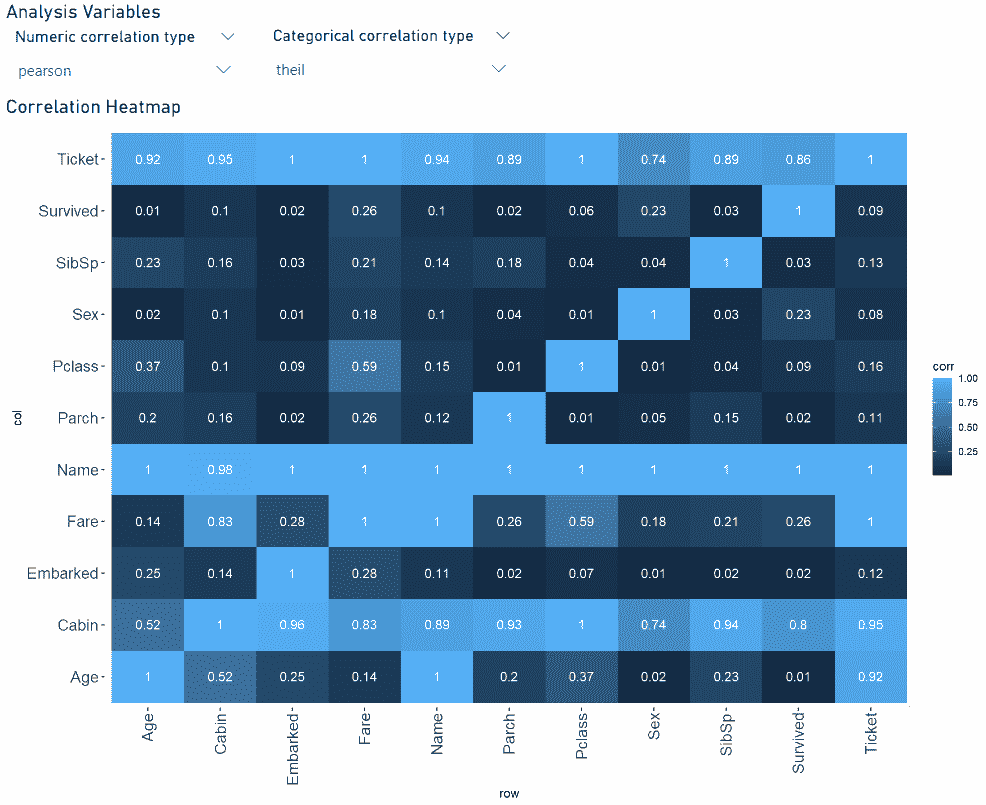 Analysis Variables
Numeric correlation type Categorical correlation type
pearson theil
Correlation Heatmap
Ticket 0.92 0.95 1 1 0.94 0.89 1 0.74 0.89 0.86 1
Survived 0.01 0.1 0.02 0.26 0.1 0.02 0.06 0.23 0.03 1 0.09
SibSp 0.23 0.16 0.03 0.21 0.14 0.18 0.04 0.04 1 0.03 0.13
Sex 0.02 0.1 0.01 0.18 0.1 0.04 0.01 1 0.03 0.23 0.08
Pclass 0.37 0.1 0.09 0.59 0.15 0.01 1 0.01 0.04 0.09 0.16
Parch 0.2 0.16 0.02 0.26 0.12 1 0.01 0.05 0.15 0.02 0.11
Name 1 0.98 1 1 1 1 1 1 1 1 1
Fare 0.14 0.83 0.28 1 1 0.26 0.59 0.18 0.21 0.26 1
Embarked 0.25 0.14 1 0.28 0.11 0.02 0.07 0.01 0.02 0.02 0.12
Cabin 0.52 1 0.96 0.83 0.89 0.93 1 0.74 0.94 0.8 0.95
Age 1 0.52 0.25 0.14 1 0.2 0.37 0.02 0.23 0.01 0.92
col
Age Cabin Embarked Fare Name Parch Pclass Sex SibSp Survived Ticket
row
corr
1.00
0.75
0.50
0.25